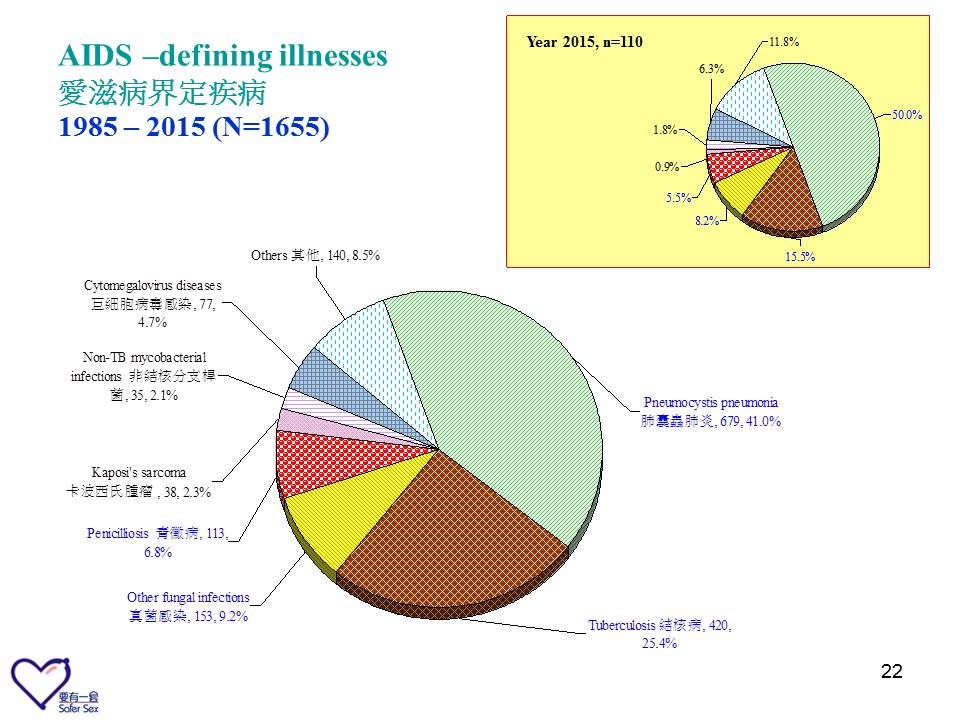 AIDS –defining illnesses
愛滋病界定疾病
1985 – 2015 (N=1655)
Year 2015, n=110
11.8%
6.3%
50.0%
1.8%
0.9%
5.5%
8.2%
15.5%
Others 其他, 140, 8.5%
Cytomegalovirus diseases
巨細胞病毒感染, 77,
4.7%
Non-TB mycobacterial
infections 非結核分支桿
菌, 35, 2.1%
Pneumocystis pneumonia
肺囊蟲肺炎, 679, 41.0%
Kaposi's sarcoma
卡波西氏腫瘤 , 38, 2.3%
Penicilliosis 青黴病, 113,
6.8%
Other fungal infections
真菌感染, 153, 9.2%
Tuberculosis 結核病, 420,
25.4%
要有一套
Safer Sex
22